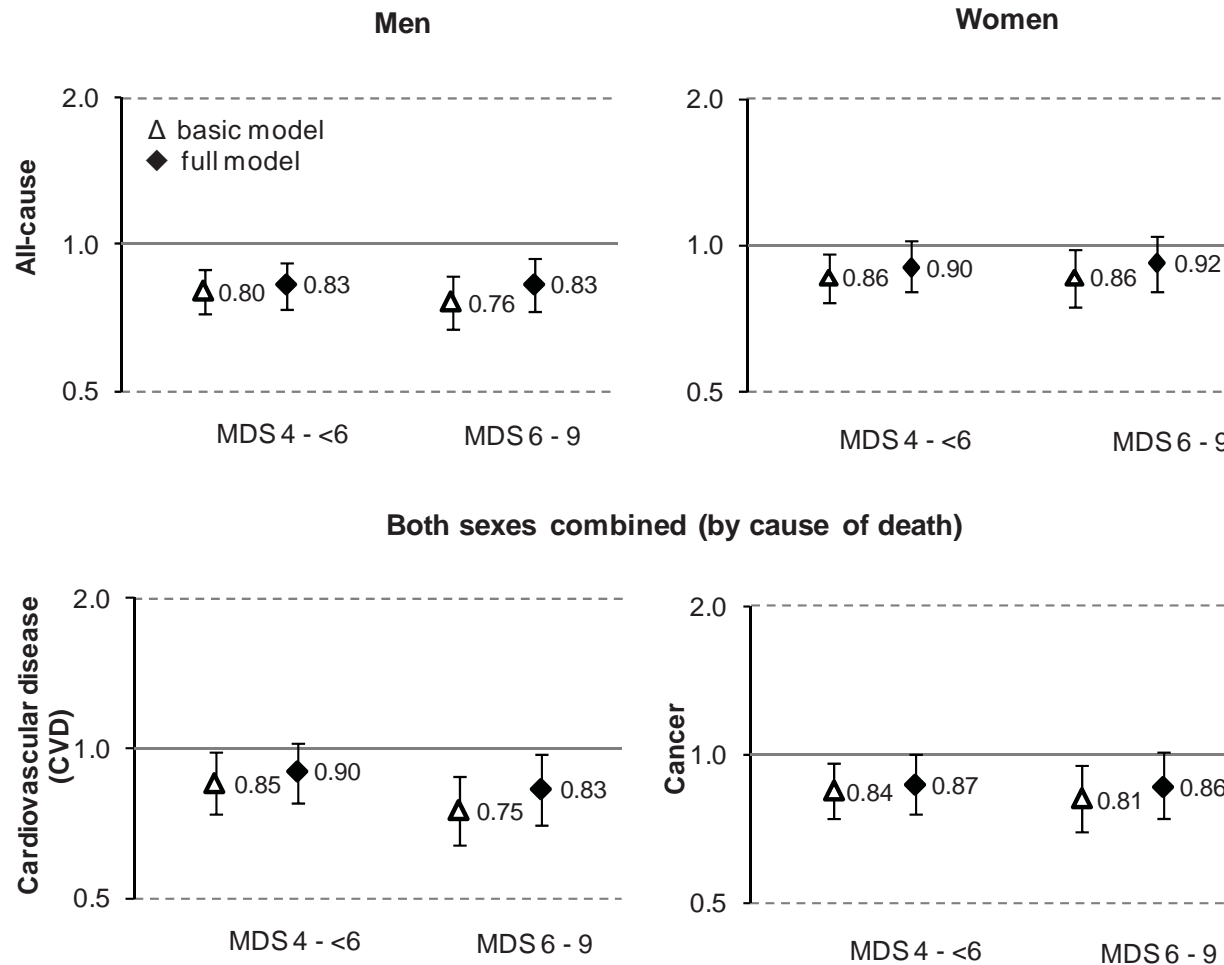 Men
Women
All-cause
2.0
1.0
0.5
Δ basic model
◆ full model
0.80
0.83
0.76
0.83
MDS 4 - <6
MDS 6 - 9
2.0
1.0
0.5
0.86
0.90
0.86
0.92
MDS 4 - <6
MDS 6 - 9
Both sexes combined (by cause of death)
Cardiovascular disease
(CVD)
2.0
1.0
0.5
0.85
0.90
0.75
0.83
MDS 4 - <6
MDS 6 - 9
Cancer
2.0
1.0
0.5
0.84
0.87
0.81
0.86
MDS 4 - <6
MDS 6 - 9